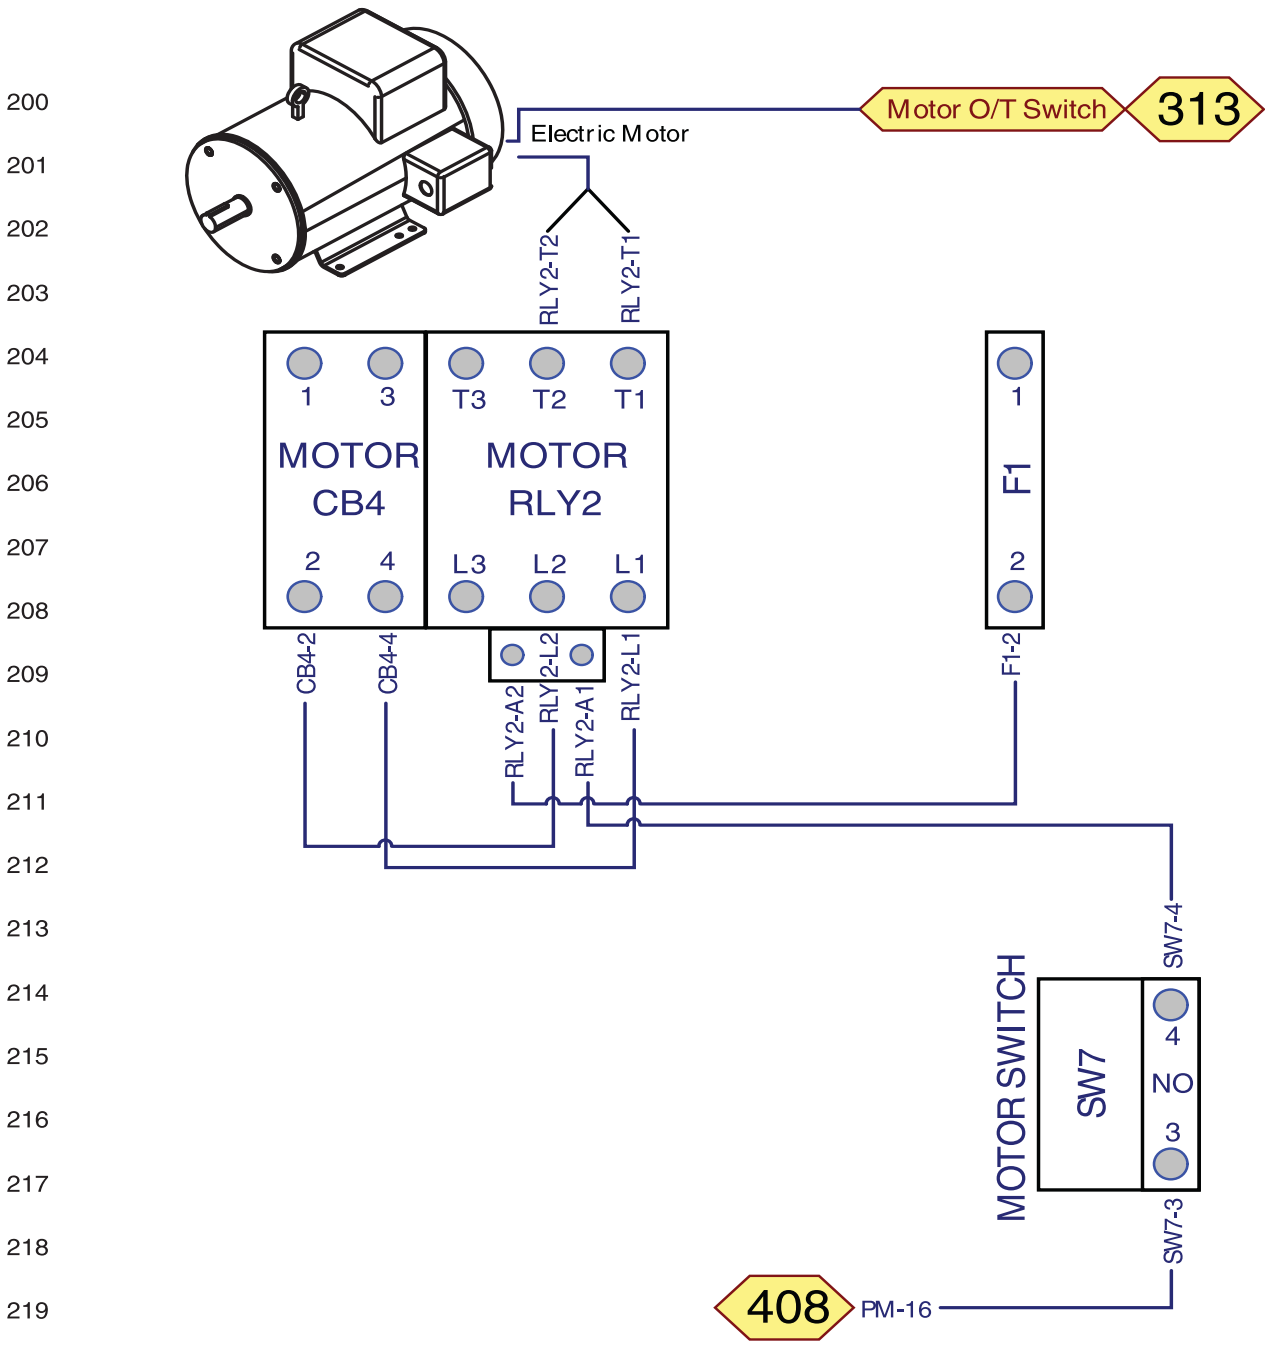 200
Motor O/T Switch 313
Electric Motor
201
202
RLY2-T2 RLY2-T1
203
204
1 3 T3 T2 T1 1
205
MOTOR MOTOR
206
CB4 RLY2 F1
207
2 4 L3 L2 L1 2
208
CB4-2 CB4-4 RLY2-L2 RLY2-L1 F1-2
209
RLY2-A2 RLY2-A1
210
211
212
213
SW7-4
214
MOTOR SWITCH
4
215
SW7 NO
216
3
217
SW7-3
218
219
408 PM-16